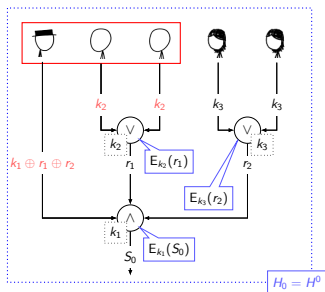 k₂ k₂ k₃ k₃
∨ ∨
k₂ k₃
k₁ ⊕ r₁ ⊕ r₂ r₁ E_{k₂}(r₁) r₂
E_{k₃}(r₂)
∧
k₁
S₀ E_{k₁}(S₀)
H₀ = H⁰